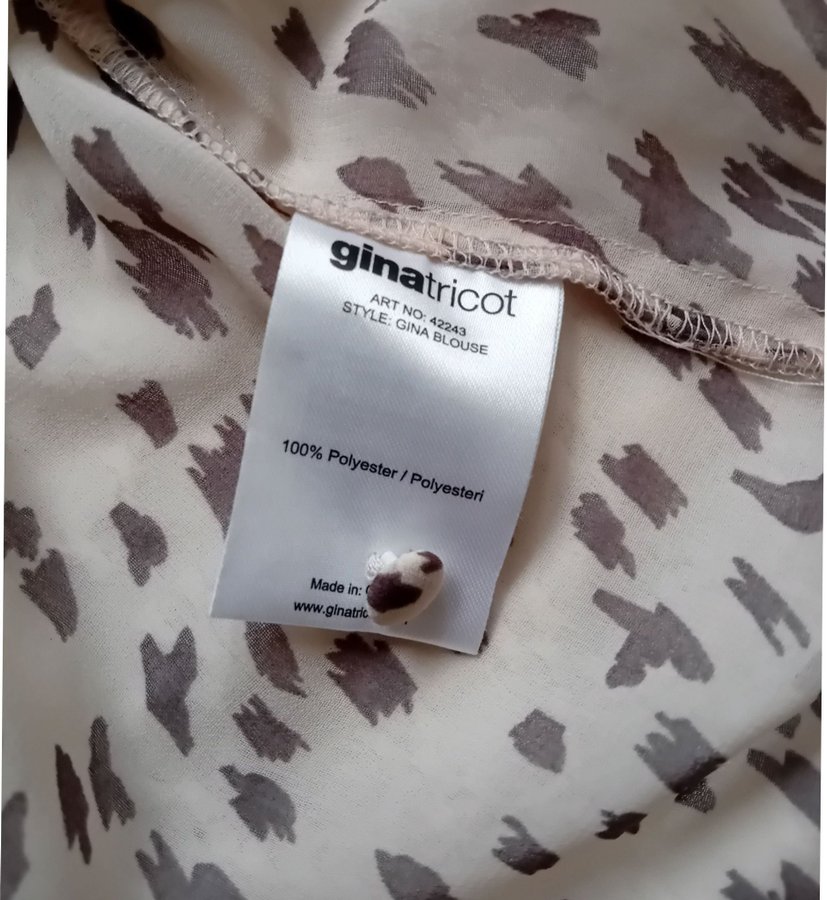 ginatricot
ART NO: 42243
STYLE: GINA BLOUSE
100% Polyester / Polyesteri
Made in: